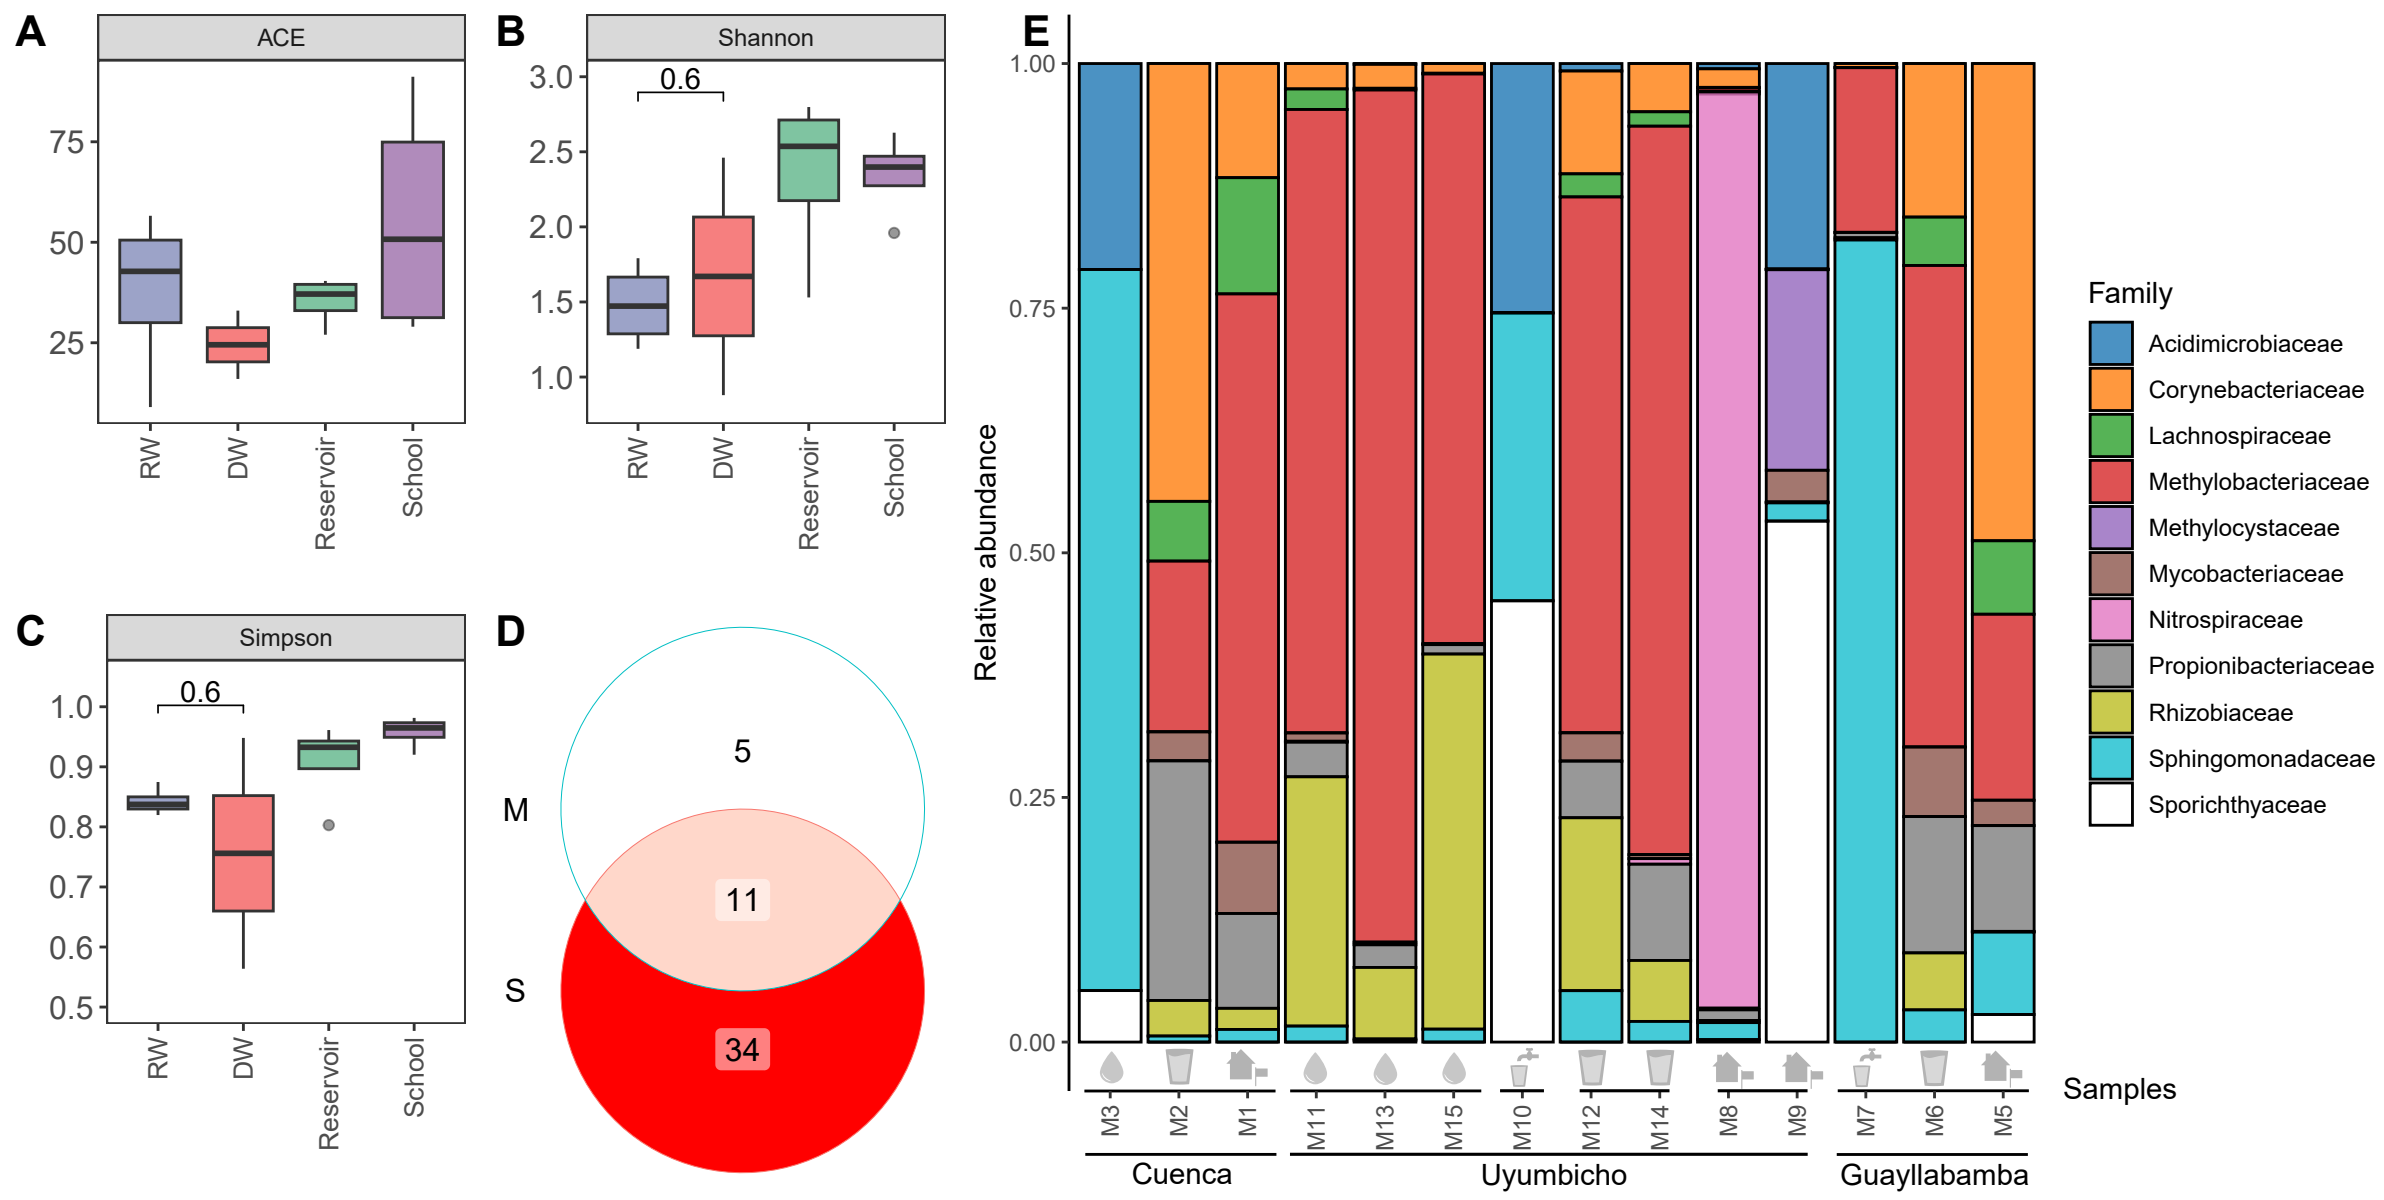 A
ACE
75
50
25
RW
DW
Reservoir
School
B
Shannon
3.0
2.5
2.0
1.5
1.0
0.6
RW
DW
Reservoir
School
C
Simpson
1.0
0.9
0.8
0.7
0.6
0.5
0.6
RW
DW
Reservoir
School
D
M
S
5
11
34
E
Relative abundance
1.00
0.75
0.50
0.25
0.00
M3
M2
M1
M11
M13
M15
M10
M12
M14
M8
M9
M7
M6
M5
Samples
Cuenca
Uyumbicho
Guayllabamba
Family
Acidimicrobiaceae
Corynebacteriaceae
Lachnospiraceae
Methylobacteriaceae
Methylocystaceae
Mycobacteriaceae
Nitrospiraceae
Propionibacteriaceae
Rhizobiaceae
Sphingomonadaceae
Sporichthyaceae